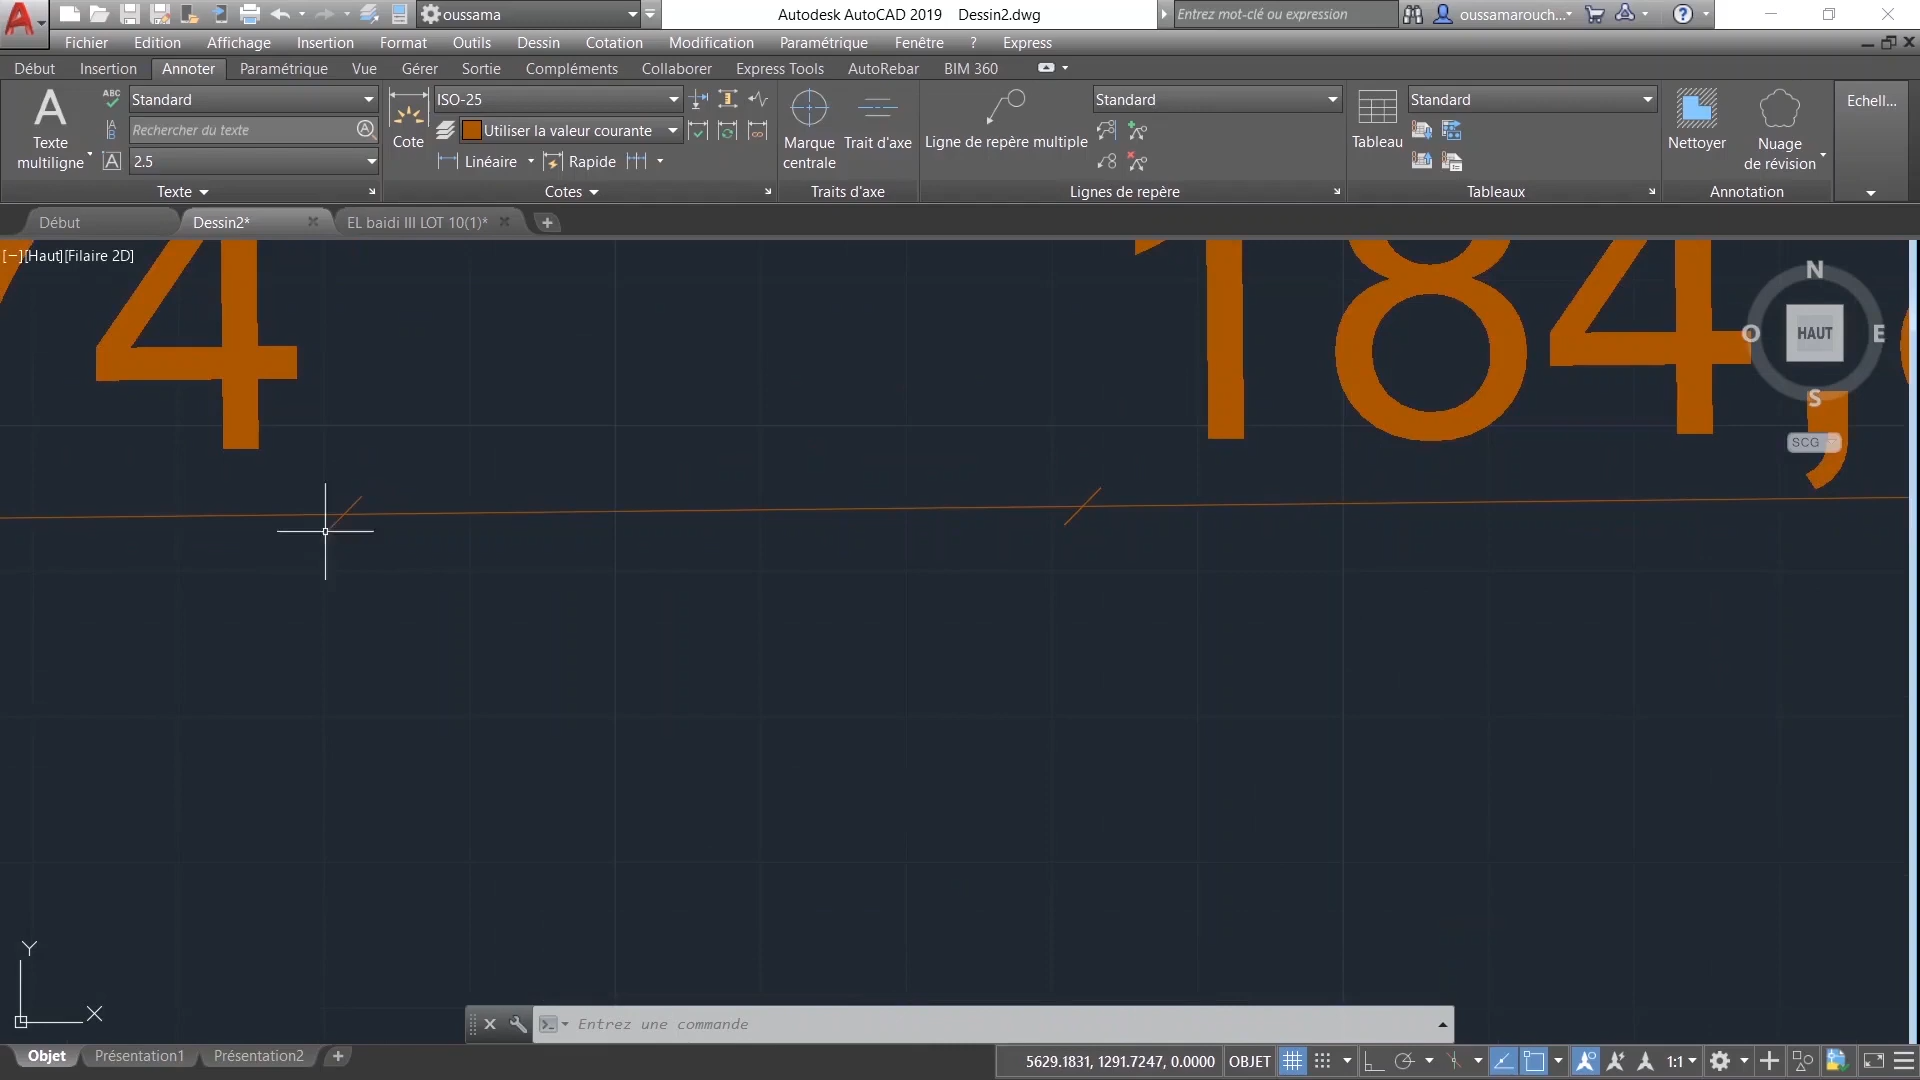 oussama
Autodesk AutoCAD 2019 Dessin2.dwg
Entrez mot-clé ou expression
oussamarouch...
Fichier Edition Affichage Insertion Format Outils Dessin Cotation Modification Paramétrique Fenêtre ? Express
Début Insertion Annoter Paramétrique Vue Gérer Sortie Compléments Collaborer Express Tools AutoRebar BIM 360
A Texte multiligne
ABC Standard
Rechercher du texte
2.5
Texte
Cote
ISO-25
Utiliser la valeur courante
Linéaire Rapide
Cotes
Marque centrale
Trait d'axe
Traits d'axe
Ligne de repère multiple
Standard
Lignes de repère
Tableau
Standard
Tableaux
Nettoyer
Nuage de révision
Annotation
Echell...
Début Dessin2* EL baidi III LOT 10(1)*
[−][Haut][Filaire 2D]
4
184,
N
O HAUT E
S
SCG
Y
X
Entrez une commande
Objet Présentation1 Présentation2 +
5629.1831, 1291.7247, 0.0000 OBJET 1:1